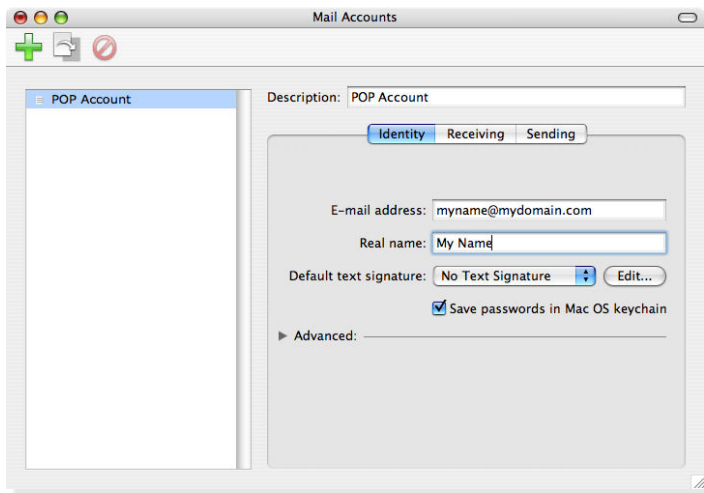 Mail Accounts
POP Account
Description: POP Account
Identity Receiving Sending
E-mail address: myname@mydomain.com
Real name: My Name
Default text signature: No Text Signature Edit...
Save passwords in Mac OS keychain
Advanced: